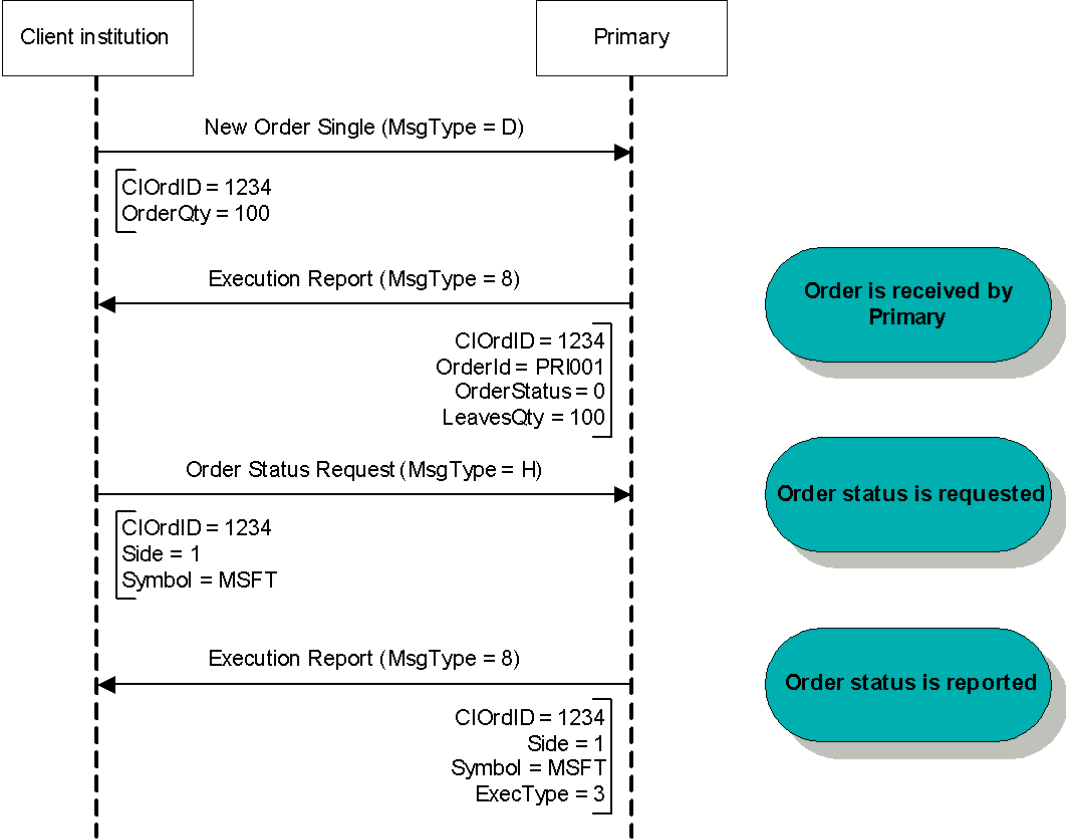 Client institution
Primary
New Order Single (MsgType = D)
ClOrdID = 1234
OrderQty = 100
Execution Report (MsgType = 8)
Order is received by
Primary
ClOrdID = 1234
OrderId = PRI001
OrderStatus = 0
LeavesQty = 100
Order Status Request (MsgType = H)
Order status is requested
ClOrdID = 1234
Side = 1
Symbol = MSFT
Execution Report (MsgType = 8)
Order status is reported
ClOrdID = 1234
Side = 1
Symbol = MSFT
ExecType = 3